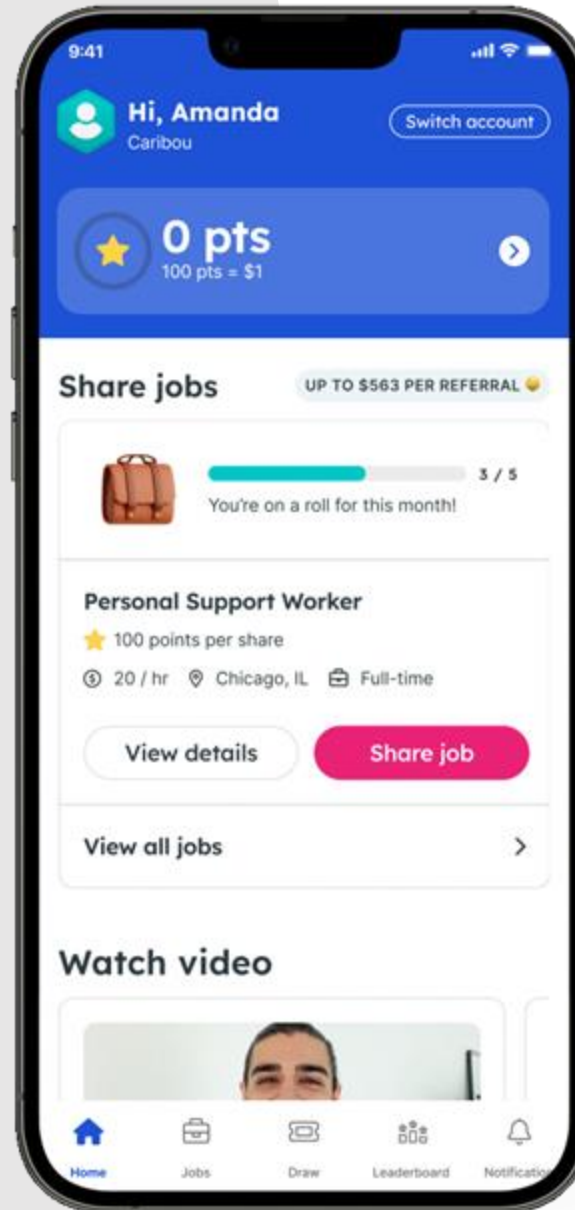 9:41
Hi, Amanda
Switch account
Caribou
0 pts
100 pts = $1
Share jobs
UP TO $563 PER REFERRAL
3 / 5
You're on a roll for this month!
Personal Support Worker
100 points per share
20 / hr Chicago, IL Full-time
View details
Share job
View all jobs
Watch video
Home
Jobs
Draw
Leaderboard
Notification